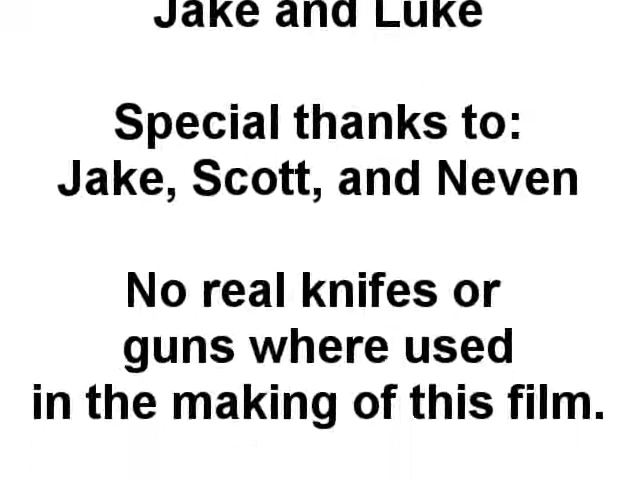 Jake and Luke
Special thanks to:
Jake, Scott, and Neven
No real knifes or
guns where used
in the making of this film.